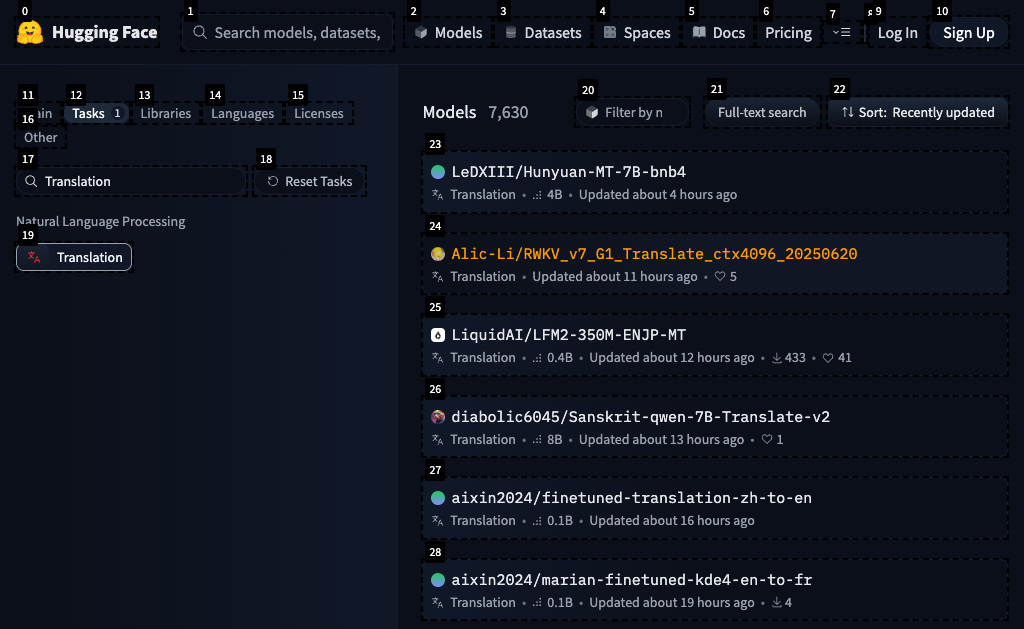 0 1 2 3 4 5 6 7 9 10
Hugging Face Search models, datasets, Models Datasets Spaces Docs Pricing Log In Sign Up
11 12 13 14 15
Tasks 1 Libraries Languages Licenses
16
Other
17 18
Translation Reset Tasks
Natural Language Processing
19
Translation
20 21 22
Models 7,630 Filter by n Full-text search Sort: Recently updated
23
LeDXIII/Hunyuan-MT-7B-bnb4
Translation • 4B • Updated about 4 hours ago
24
Alic-Li/RWKV_v7_G1_Translate_ctx4096_20250620
Translation • Updated about 11 hours ago • 5
25
LiquidAI/LFM2-350M-ENJP-MT
Translation • 0.4B • Updated about 12 hours ago • 433 • 41
26
diabolic6045/Sanskrit-qwen-7B-Translate-v2
Translation • 8B • Updated about 13 hours ago • 1
27
aixin2024/finetuned-translation-zh-to-en
Translation • 0.1B • Updated about 16 hours ago
28
aixin2024/marian-finetuned-kde4-en-to-fr
Translation • 0.1B • Updated about 19 hours ago • 4